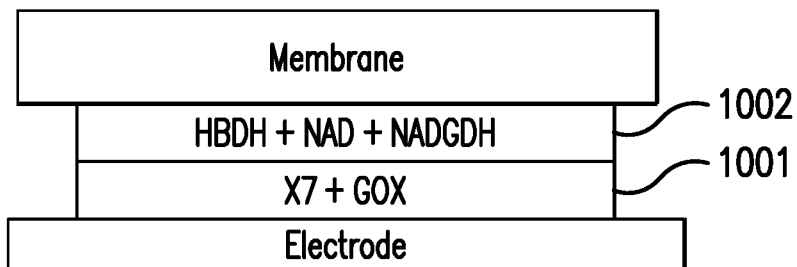 Membrane
HBDH + NAD + NADGDH
1002
X7 + GOX
1001
Electrode